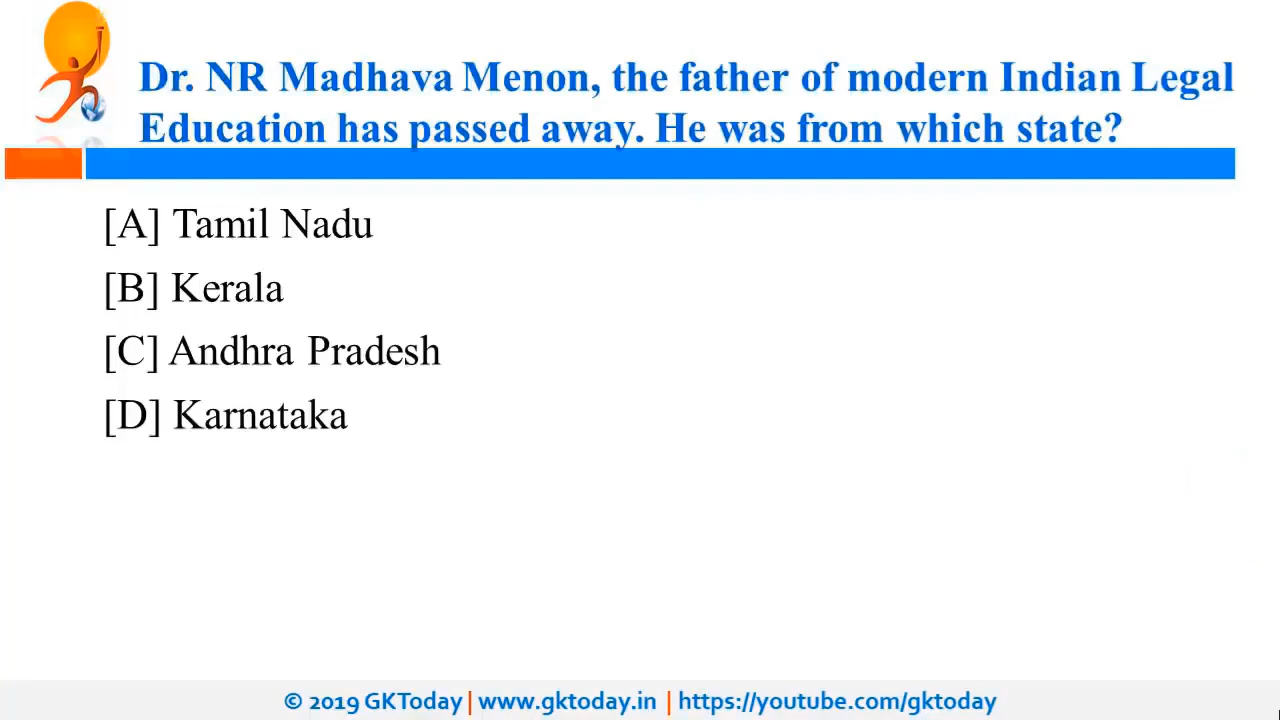 Dr. NR Madhava Menon, the father of modern Indian Legal
Education has passed away. He was from which state?
[A] Tamil Nadu
[B] Kerala
[C] Andhra Pradesh
[D] Karnataka
© 2019 GKToday | www.gktoday.in | https://youtube.com/gktoday